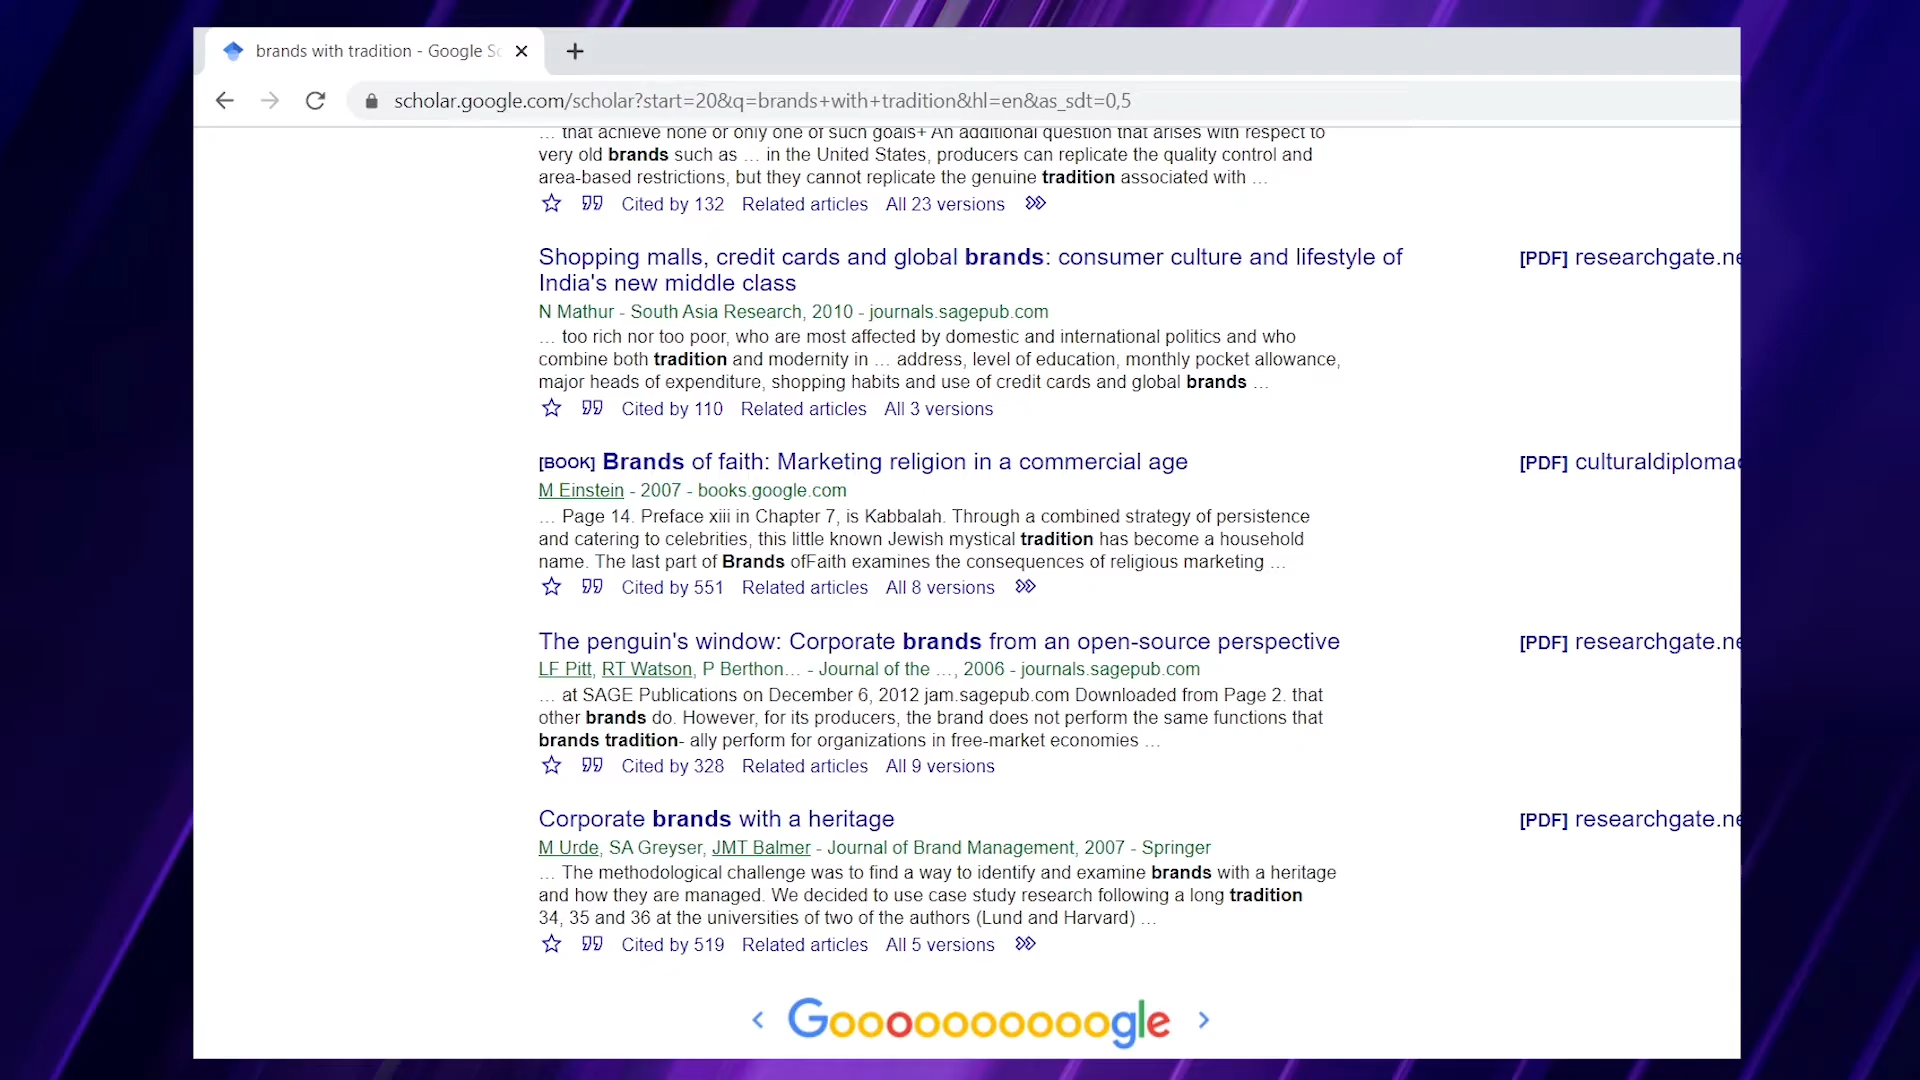 brands with tradition - Google Sc
scholar.google.com/scholar?start=20&q=brands+with+tradition&hl=en&as_sdt=0,5
... that achieve none or only one of such goals+ An additional question that arises with respect to
very old brands such as ... in the United States, producers can replicate the quality control and
area-based restrictions, but they cannot replicate the genuine tradition associated with ...
Cited by 132 Related articles All 23 versions
Shopping malls, credit cards and global brands: consumer culture and lifestyle of
India's new middle class
[PDF] researchgate.ne
N Mathur - South Asia Research, 2010 - journals.sagepub.com
... too rich nor too poor, who are most affected by domestic and international politics and who
combine both tradition and modernity in ... address, level of education, monthly pocket allowance,
major heads of expenditure, shopping habits and use of credit cards and global brands ...
Cited by 110 Related articles All 3 versions
[BOOK] Brands of faith: Marketing religion in a commercial age
[PDF] culturaldiplomac
M Einstein - 2007 - books.google.com
... Page 14. Preface xiii in Chapter 7, is Kabbalah. Through a combined strategy of persistence
and catering to celebrities, this little known Jewish mystical tradition has become a household
name. The last part of Brands ofFaith examines the consequences of religious marketing ...
Cited by 551 Related articles All 8 versions
The penguin's window: Corporate brands from an open-source perspective
[PDF] researchgate.ne
LF Pitt, RT Watson, P Berthon... - Journal of the ..., 2006 - journals.sagepub.com
... at SAGE Publications on December 6, 2012 jam.sagepub.com Downloaded from Page 2. that
other brands do. However, for its producers, the brand does not perform the same functions that
brands tradition- ally perform for organizations in free-market economies ...
Cited by 328 Related articles All 9 versions
Corporate brands with a heritage
[PDF] researchgate.ne
M Urde, SA Greyser, JMT Balmer - Journal of Brand Management, 2007 - Springer
... The methodological challenge was to find a way to identify and examine brands with a heritage
and how they are managed. We decided to use case study research following a long tradition
34, 35 and 36 at the universities of two of the authors (Lund and Harvard) ...
Cited by 519 Related articles All 5 versions
Goooooooooogle